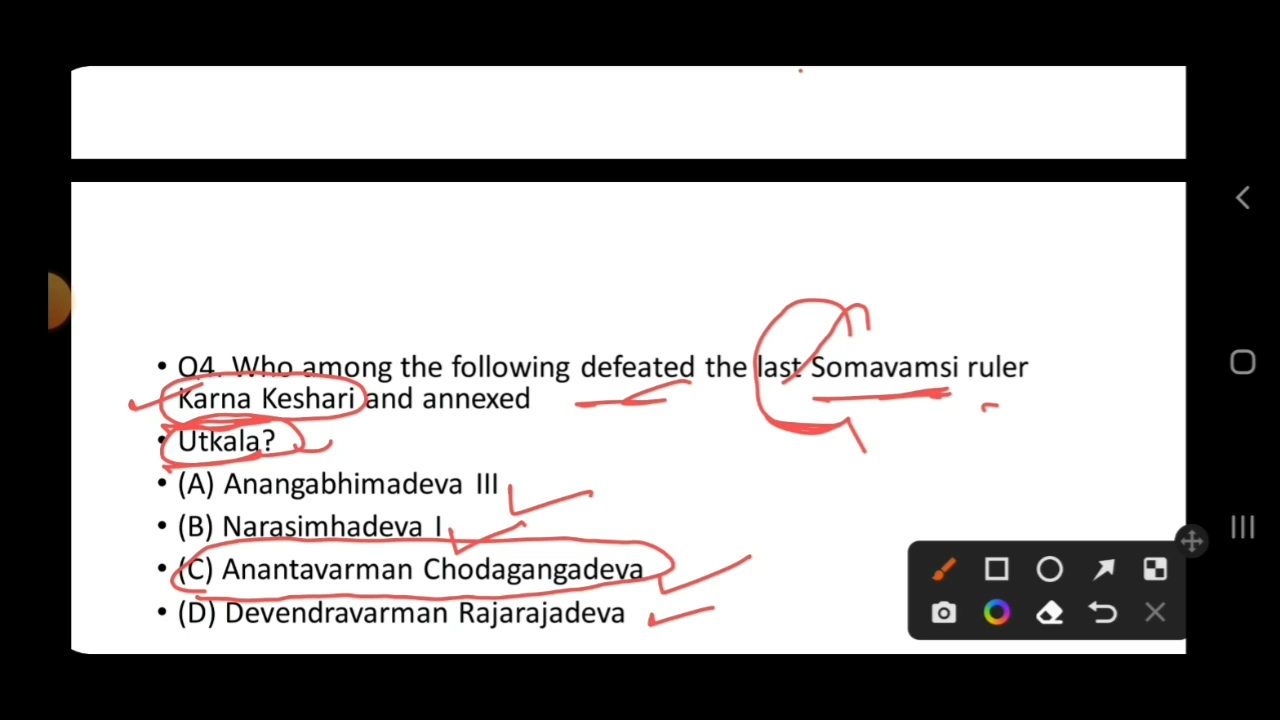 • Q4. Who among the following defeated the last Somavamsi ruler
Karna Keshari and annexed
• Utkala?
• (A) Anangabhimadeva III
• (B) Narasimhadeva I
• (C) Anantavarman Chodagangadeva
• (D) Devendravarman Rajarajadeva